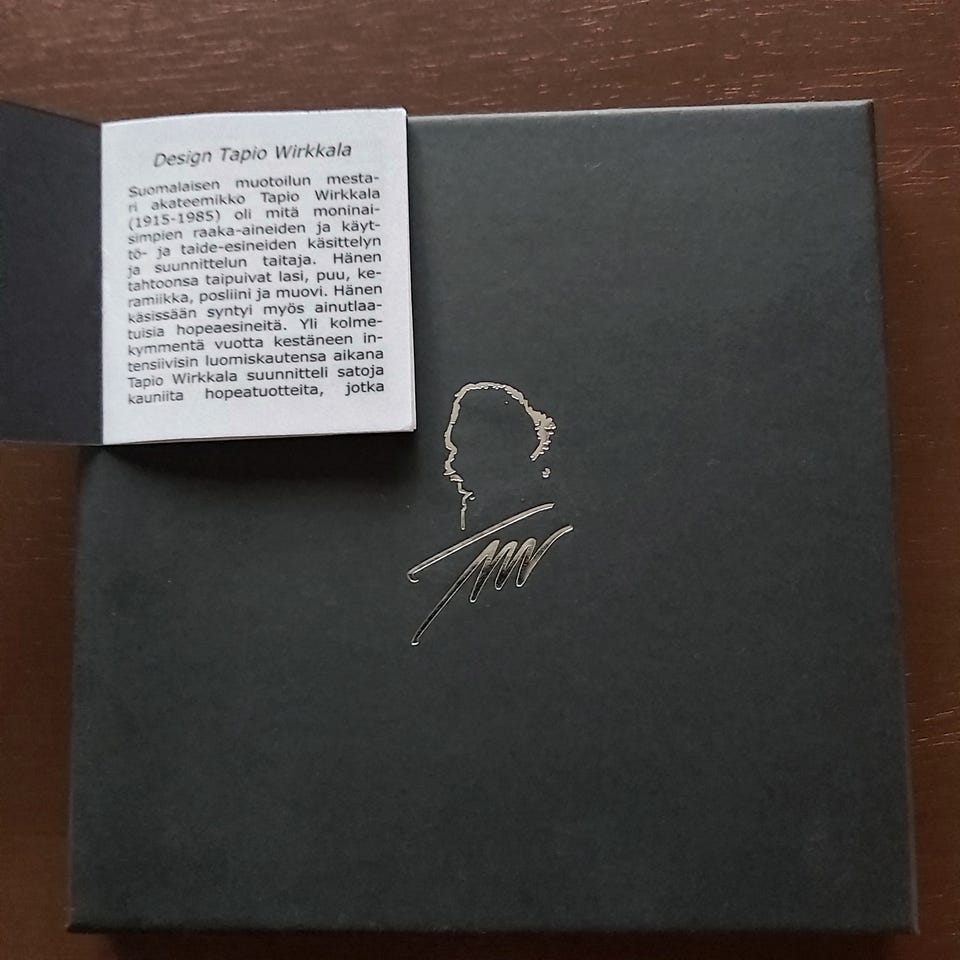 Design Tapio Wirkkala
Suomalaisen muotoilun mesta-
ri akateemikko Tapio Wirkkala
(1915-1985) oli mitä moninai-
simpien raaka-aineiden ja käyt-
tö- ja taide-esineiden käsittelyn
ja suunnittelun taitaja. Hänen
tahtoonsa taipuivat lasi, puu, ke-
ramiikka, posliini ja muovi. Hänen
käsissään syntyi myös ainutlaa-
tuisia hopeaesineitä. Yli kolme-
kymmentä vuotta kestäneen in-
tensiivisin luomiskautensa aikana
Tapio Wirkkala suunnitteli satoja
kauniita hopeatuotteita, jotka
TW